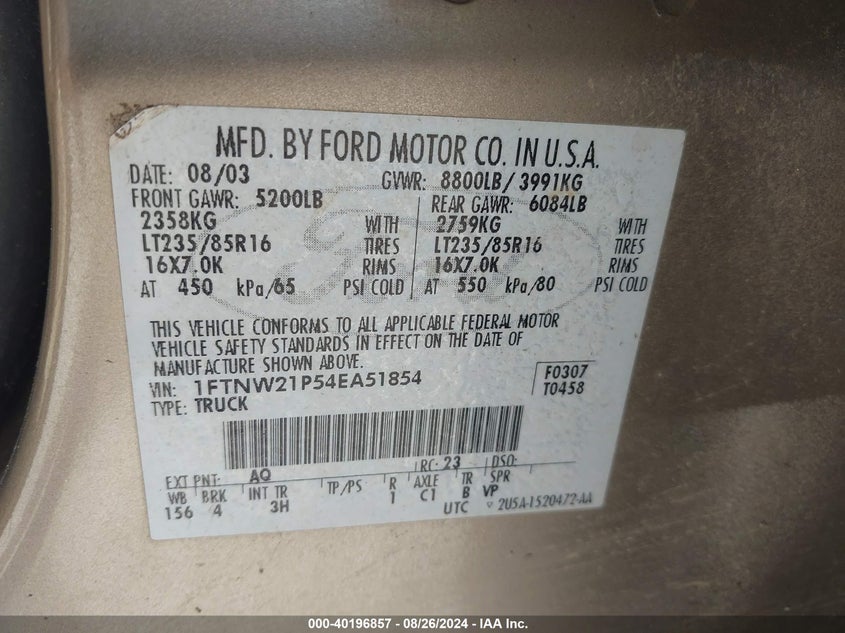 MFD. BY FORD MOTOR CO. IN U.S.A.
DATE: 08/03 GVWR: 8800LB/ 3991KG
FRONT GAWR: 5200LB REAR GAWR: 6084LB
2358KG WITH 2759KG WITH
LT235/85R16 TIRES LT235/85R16 TIRES
16X7.0K RIMS 16X7.0K RIMS
AT 450 kPa/65 PSI COLD AT 550 kPa/80 PSI COLD
THIS VEHICLE CONFORMS TO ALL APPLICABLE FEDERAL MOTOR
VEHICLE SAFETY STANDARDS IN EFFECT ON THE DATE OF
MANUFACTURE SHOWN ABOVE.
VIN: 1FTNW21P54EA51854 F0307
TYPE: TRUCK T0458
EXT PNT: AQ RC: 23 DSO:
WB BRK INT TR TP/PS R AXLE TR SPR
156 4 3H 1 C1 B VP
UTC 2U5A-1520472-AA
Ford
000-40196857 - 08/26/2024 - IAA Inc.